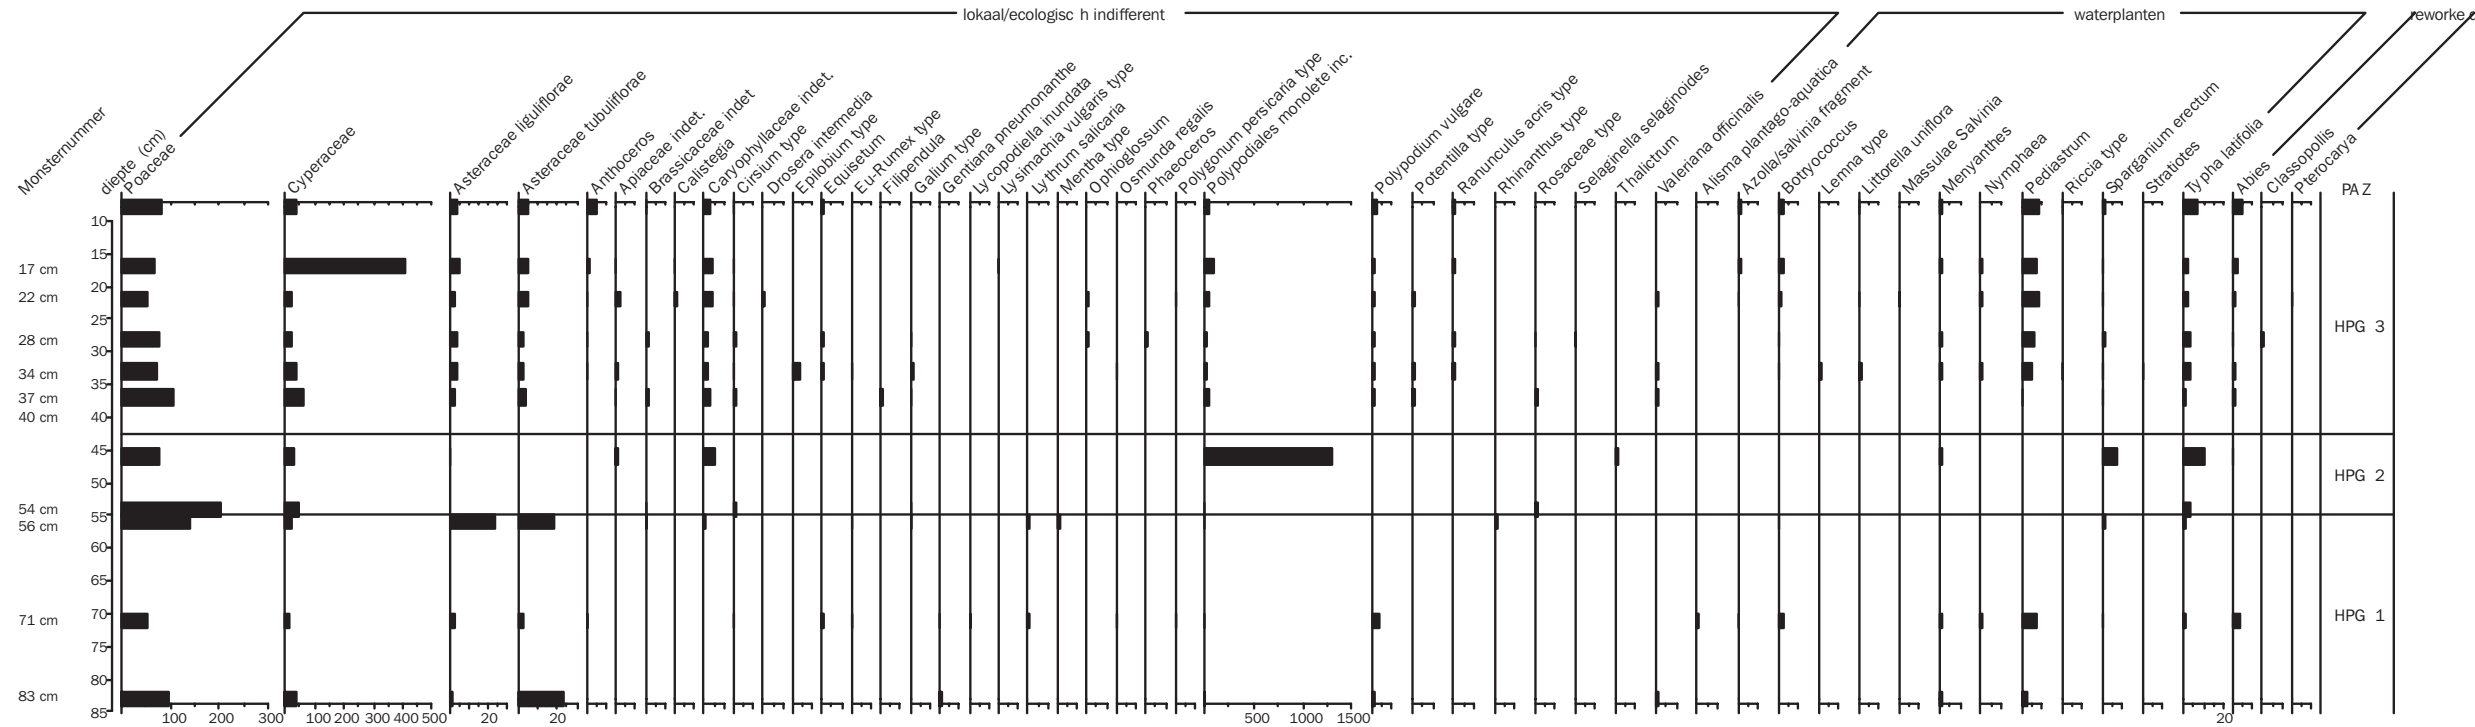 lokaal/ecologisc h indifferent
waterplanten
reworke
Monsternummer
diepte (cm)
Poaceae
Cyperaceae
Asteraceae liguliflorae
Asteraceae tubuliflorae
Anthoceros
Apiaceae indet.
Brassicaceae indet
Calistegia
Caryophyllaceae indet.
Cirsium type
Drosera intermedia
Epilobium type
Equisetum
Eu-Rumex type
Filipendula
Galium type
Gentiana pneumonanthe
Lycopodiella inundata
Lysimachia vulgaris type
Lythrum salicaria
Mentha type
Ophioglossum
Osmunda regalis
Phaeoceros
Polygonum persicaria type
Polypodiales monolete inc.
Polypodium vulgare
Potentilla type
Ranunculus acris type
Rhinanthus type
Rosaceae type
Selaginella selaginoides
Thalictrum
Valeriana officinalis
Alisma plantago-aquatica
Azolla/salvinia fragment
Botryococcus
Lemna type
Littorella uniflora
Massulae Salvinia
Menyanthes
Nymphaea
Pediastrum
Riccia type
Sparganium erectum
Stratiotes
Ty pha latifolia
Abies
Classopollis
Pterocarya
PA Z
10
15
17 cm
20
22 cm
25
HPG 3
28 cm
30
34 cm
35
37 cm
40 cm
40
45
HPG 2
50
54 cm
55
56 cm
60
65
70
HPG 1
71 cm
75
80
83 cm
85
100 200 300 100 200 300 400 500 20 20 500 1000 1500 20